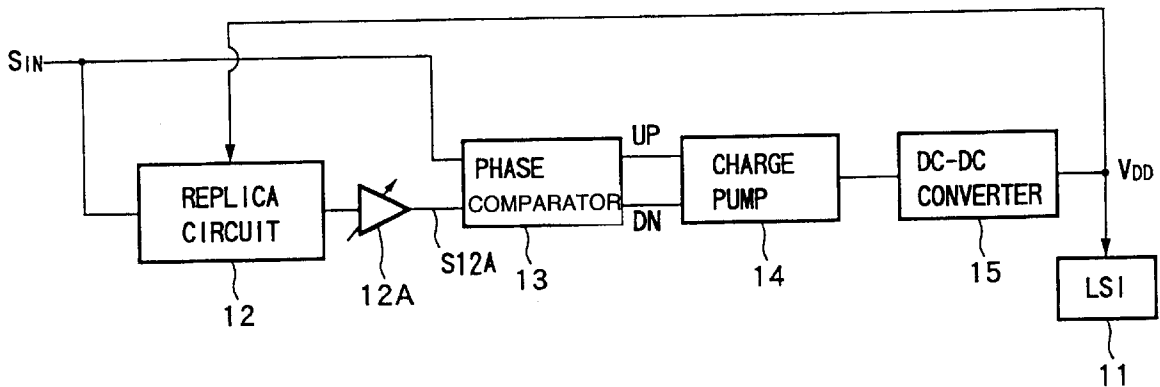 SIN
REPLICA
CIRCUIT
12
12A
S12A
PHASE
COMPARATOR
13
UP
DN
CHARGE
PUMP
14
DC-DC
CONVERTER
15
VDD
LSI
11